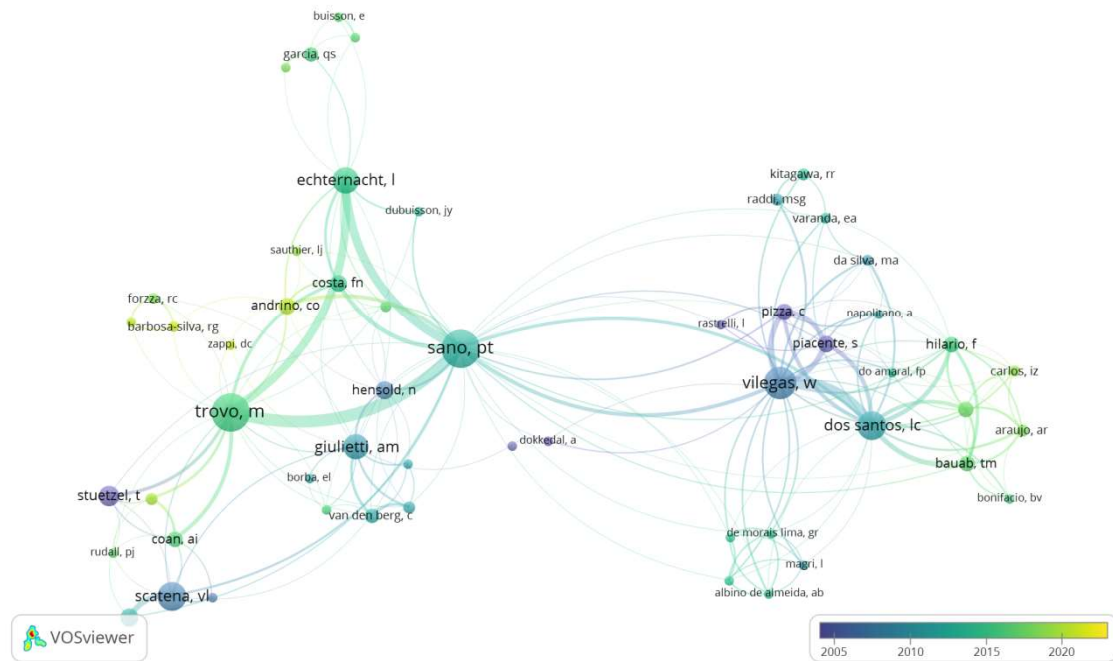 buisson, e
garcia, qs
echternacht, l
dubuisson, jy
kitagawa, rr
raddi, msg
varanda, ea
sauthier, lj
da silva, ma
costa, fn
forzza, rc
andrino, co
barbosa-silva, rg
zappi, dc
rastrelli, l
pizza, c
napolitano, a
sano, pt
piacente, s
hilario, f
do amaral, fp
carlos, iz
vilegas, w
hensold, n
trovo, m
dos santos, lc
araujo, ar
dokkedal, a
giulietti, am
bauab, tm
borba, el
stuetzel, t
bonifacio, bv
van den berg, c
coan, ai
rudall, pj
de morais lima, gr
magri, l
scatena, vl
albino de almeida, ab
VOSviewer
2005 2010 2015 2020